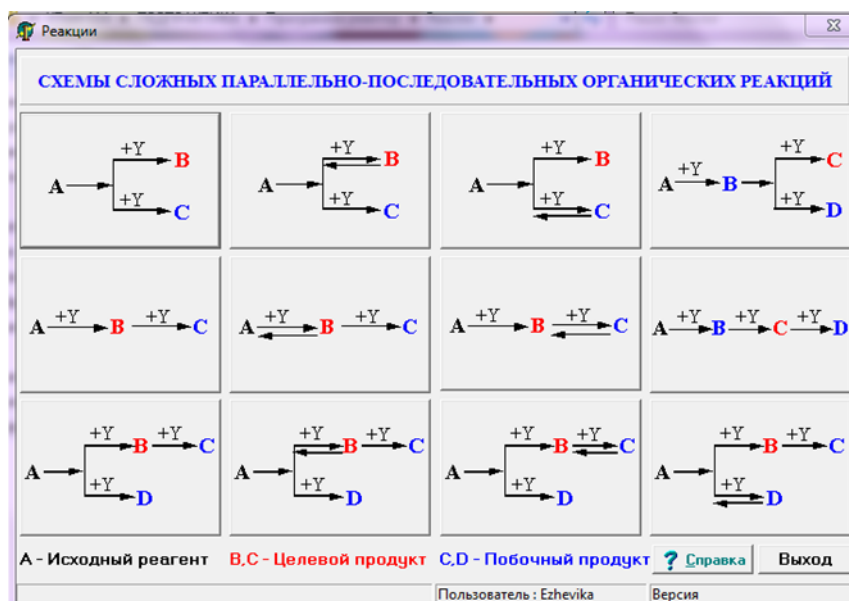 Реакции
СХЕМЫ СЛОЖНЫХ ПАРАЛЛЕЛЬНО-ПОСЛЕДОВАТЕЛЬНЫХ ОРГАНИЧЕСКИХ РЕАКЦИЙ
A +Y B +Y C
A +Y B +Y C
A +Y B +Y C
A +Y B +Y C +Y D
A +Y B +Y C
A +Y B +Y C
A +Y B +Y C
A +Y B +Y C +Y D
A +Y B +Y C +Y D
A +Y B +Y C +Y D
A +Y B +Y C +Y D
A +Y B +Y C +Y D
A - Исходный реагент
B,C - Целевой продукт
C,D - Побочный продукт
? Справка
Выход
Пользователь : Ezhevika
Версия